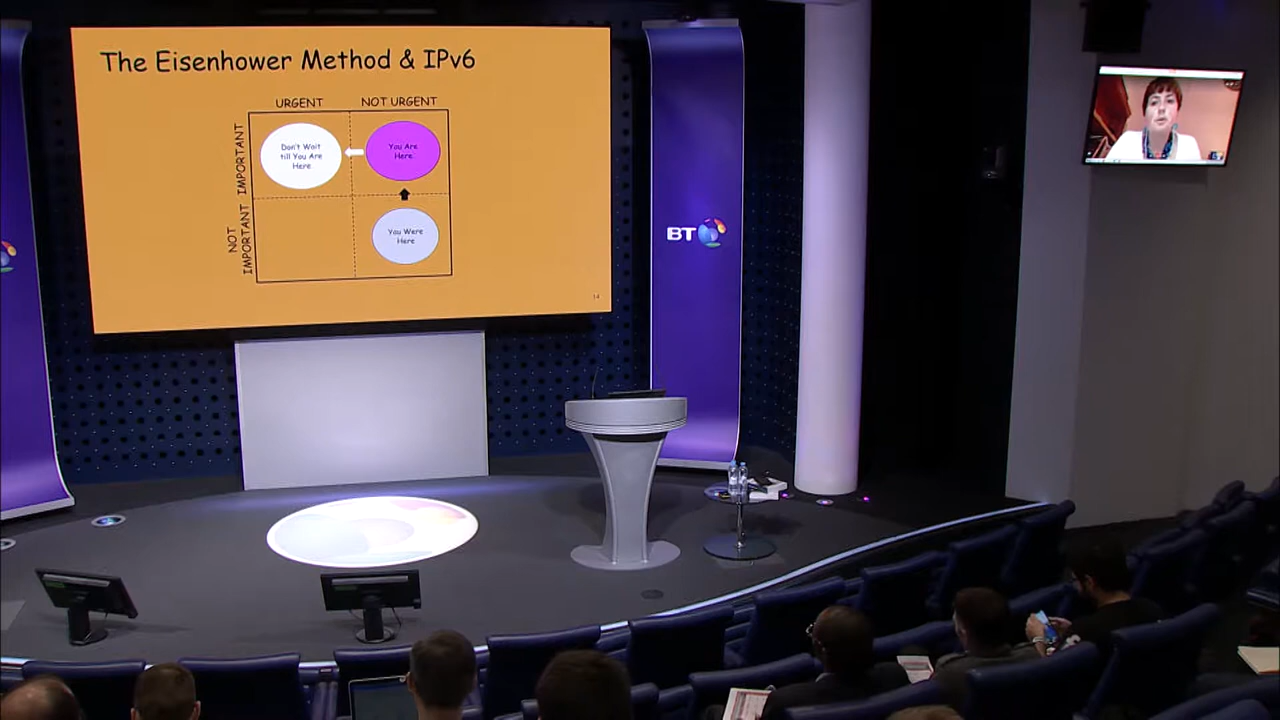 The Eisenhower Method & IPv6
URGENT
NOT URGENT
IMPORTANT
Don't Wait
till You Are
Here
You Are
Here
NOT
IMPORTANT
You Were
Here
14
BT